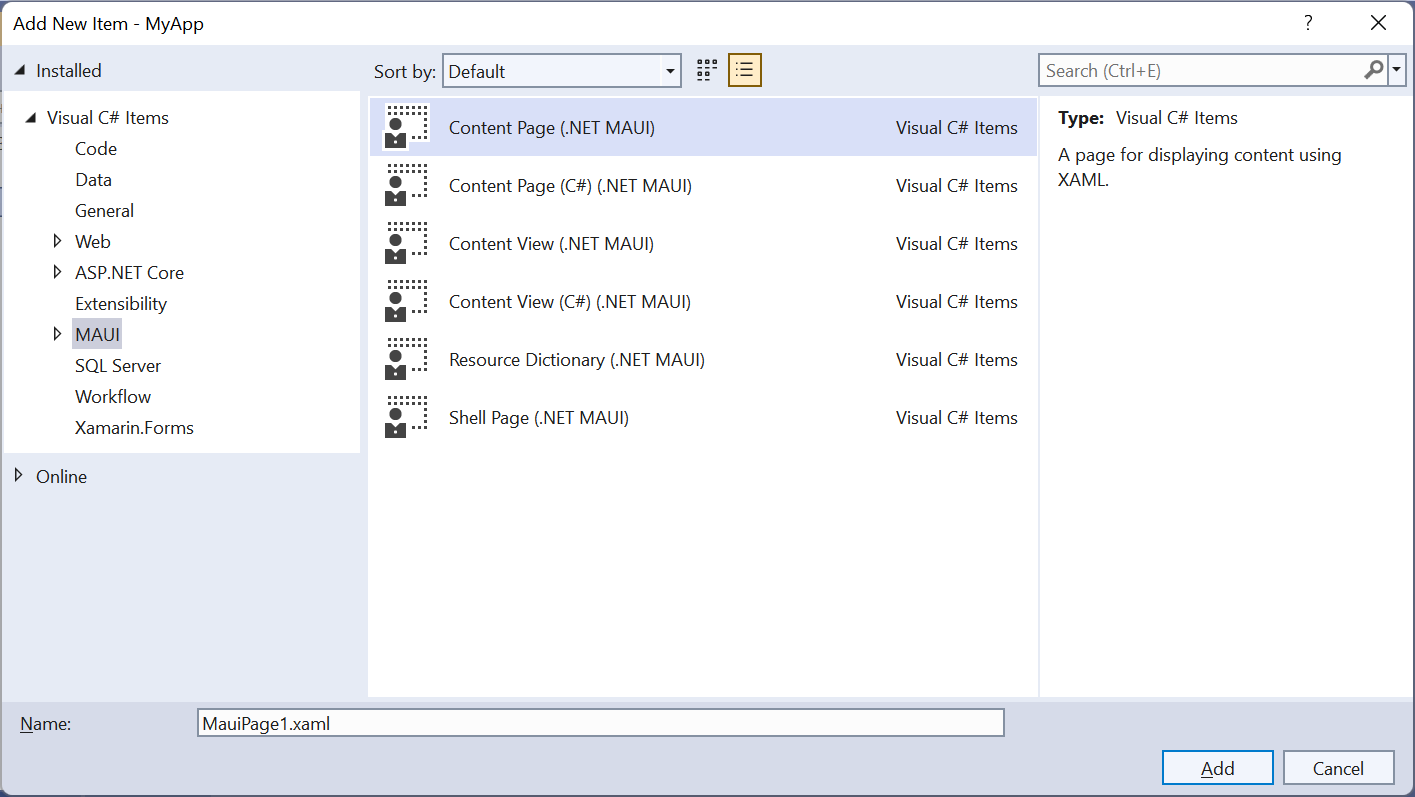 Add New Item - MyApp
?
Installed
Sort by: Default
Search (Ctrl+E)
Visual C# Items
Code
Data
General
Web
ASP.NET Core
Extensibility
MAUI
SQL Server
Workflow
Xamarin.Forms
Online
Content Page (.NET MAUI) Visual C# Items
Content Page (C#) (.NET MAUI) Visual C# Items
Content View (.NET MAUI) Visual C# Items
Content View (C#) (.NET MAUI) Visual C# Items
Resource Dictionary (.NET MAUI) Visual C# Items
Shell Page (.NET MAUI) Visual C# Items
Type: Visual C# Items
A page for displaying content using
XAML.
Name: MauiPage1.xaml
Add Cancel